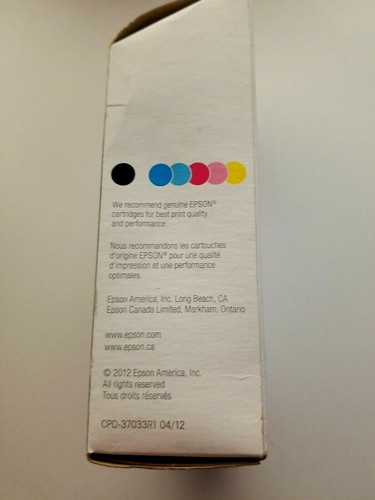 We recommend genuine EPSON®
cartridges for best print quality
and performance.
Nous recommandons les cartouches
d'origine EPSON® pour une qualité
d'impression et une performance
optimales.
Epson America, Inc. Long Beach, CA
Epson Canada Limited, Markham, Ontario
www.epson.com
www.epson.ca
© 2012 Epson America, Inc.
All rights reserved
Tous droits réservés
CPD-37033R1 04/12